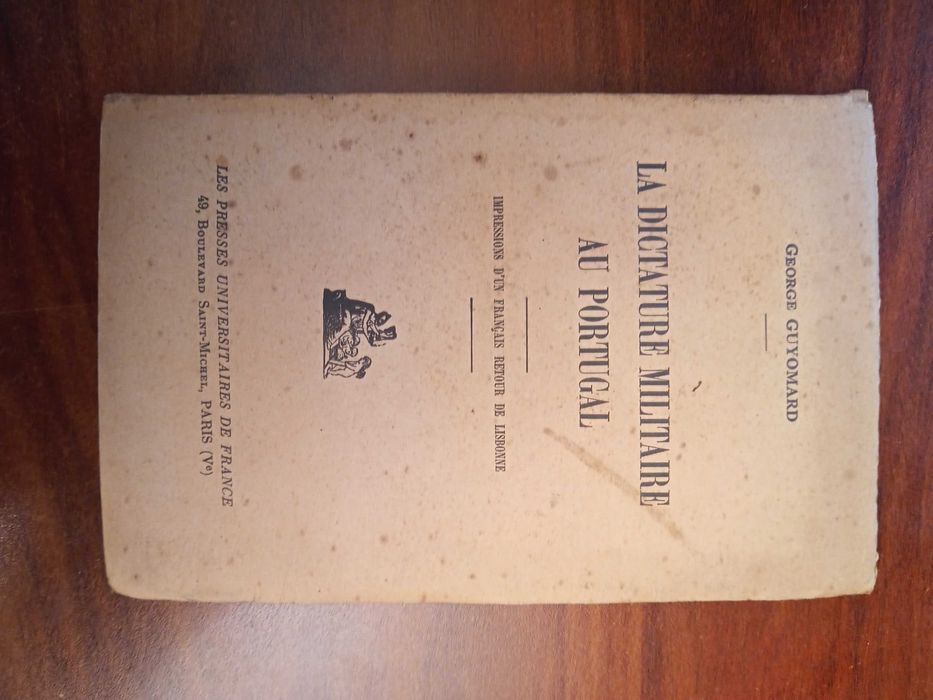 GEORGE GUYOMARD
LA DICTATURE MILITAIRE
AU PORTUGAL
IMPRESSIONS D'UN FRANÇAIS RETOUR DE LISBONNE
LES PRESSES UNIVERSITAIRES DE FRANCE
49, BOULEVARD SAINT-MICHEL, PARIS (Vᵉ)